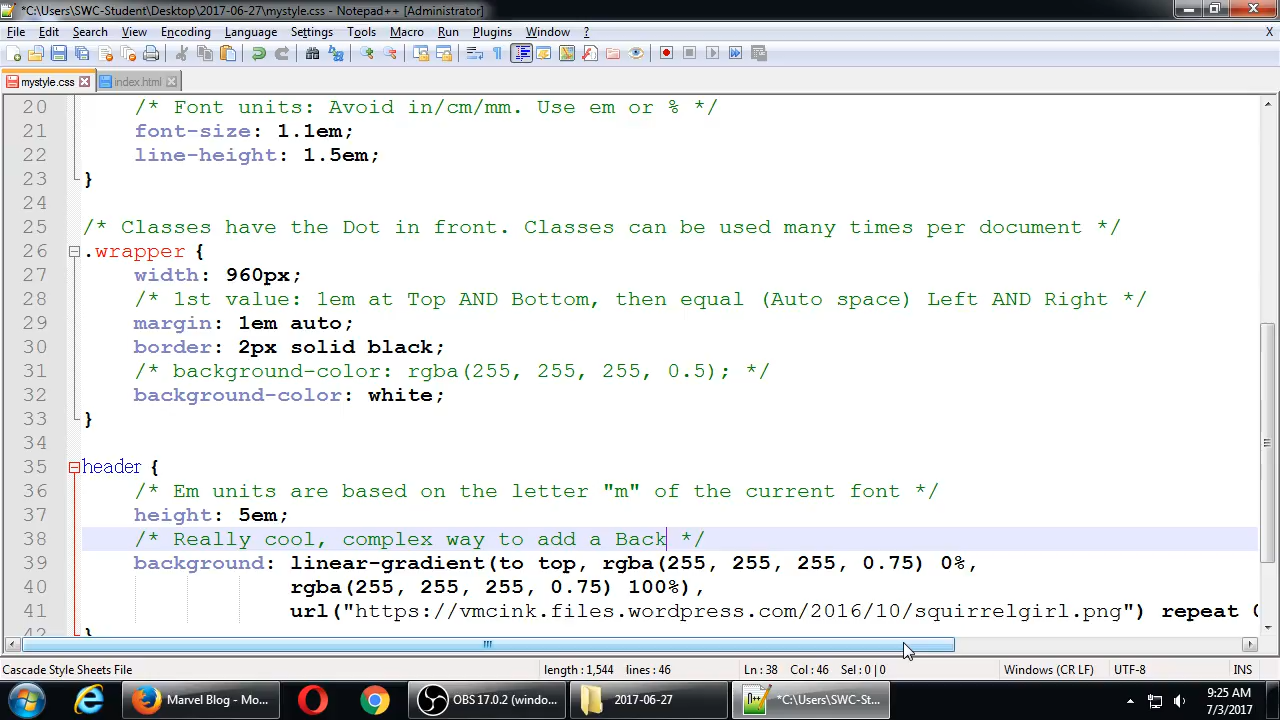 *C:\Users\SWC-Student\Desktop\2017-06-27\mystyle.css - Notepad++ [Administrator]
File Edit Search View Encoding Language Settings Tools Macro Run Plugins Window ? X
mystyle.css index.html
20 /* Font units: Avoid in/cm/mm. Use em or % */
21 font-size: 1.1em;
22 line-height: 1.5em;
23 }
24
25 /* Classes have the Dot in front. Classes can be used many times per document */
26 .wrapper {
27 width: 960px;
28 /* 1st value: 1em at Top AND Bottom, then equal (Auto space) Left AND Right */
29 margin: 1em auto;
30 border: 2px solid black;
31 /* background-color: rgba(255, 255, 255, 0.5); */
32 background-color: white;
33 }
34
35 header {
36 /* Em units are based on the letter "m" of the current font */
37 height: 5em;
38 /* Really cool, complex way to add a Back */
39 background: linear-gradient(to top, rgba(255, 255, 255, 0.75) 0%,
40 rgba(255, 255, 255, 0.75) 100%),
41 url("https://vmcink.files.wordpress.com/2016/10/squirrelgirl.png") repeat
42 }
Cascade Style Sheets File length : 1,544 lines : 46 Ln : 38 Col : 46 Sel : 0 | 0 Windows (CR LF) UTF-8 INS
Marvel Blog - Mo... OBS 17.0.2 (windo... 2017-06-27 *C:\Users\SWC-St... 9:25 AM
7/3/2017